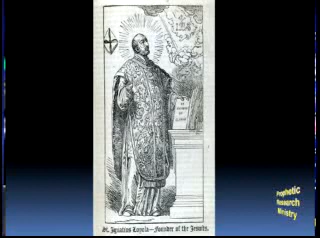 St. Ignatius Loyola — Founder of the Jesuits.
Prophetic
Research
Ministry